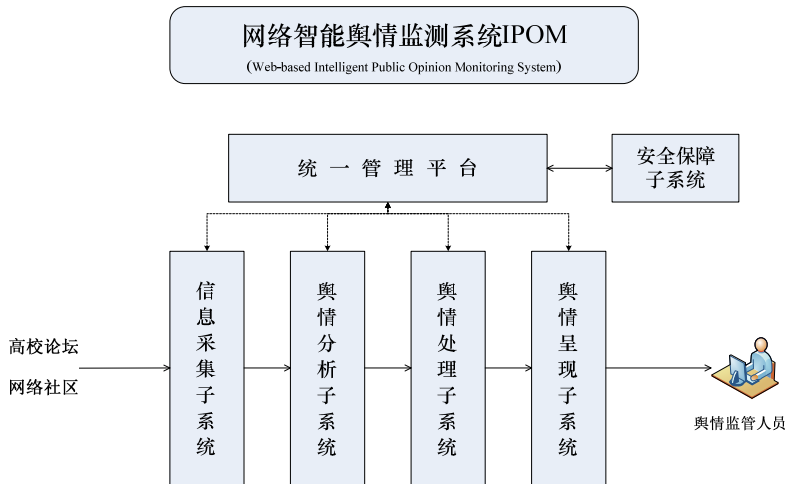 网络智能舆情监测系统IPOM
(Web-based Intelligent Public Opinion Monitoring System)
统一管理平台
安全保障
子系统
高校论坛
网络社区
信息采集子系统
舆情分析子系统
舆情处理子系统
舆情呈现子系统
舆情监管人员